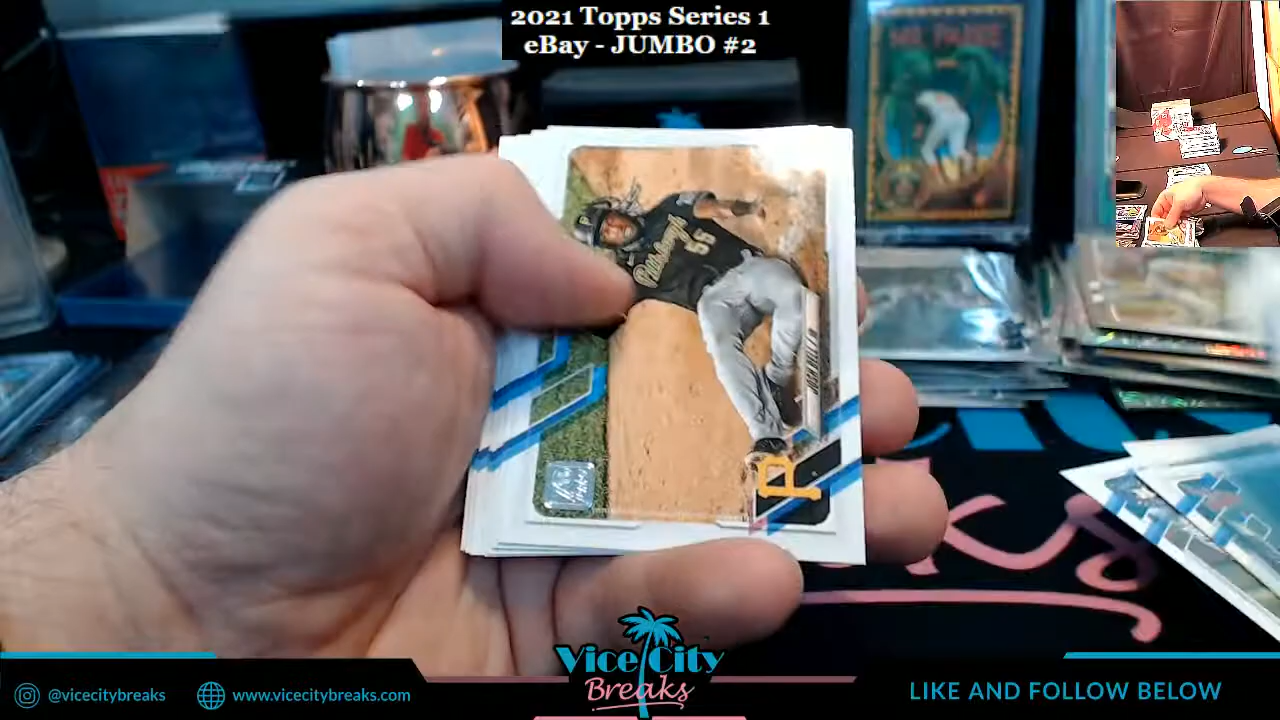 2021 Topps Series 1
eBay - JUMBO #2
Pittsburgh
55
P
Vice City
Breaks
@vicecitybreaks
www.vicecitybreaks.com
LIKE AND FOLLOW BELOW